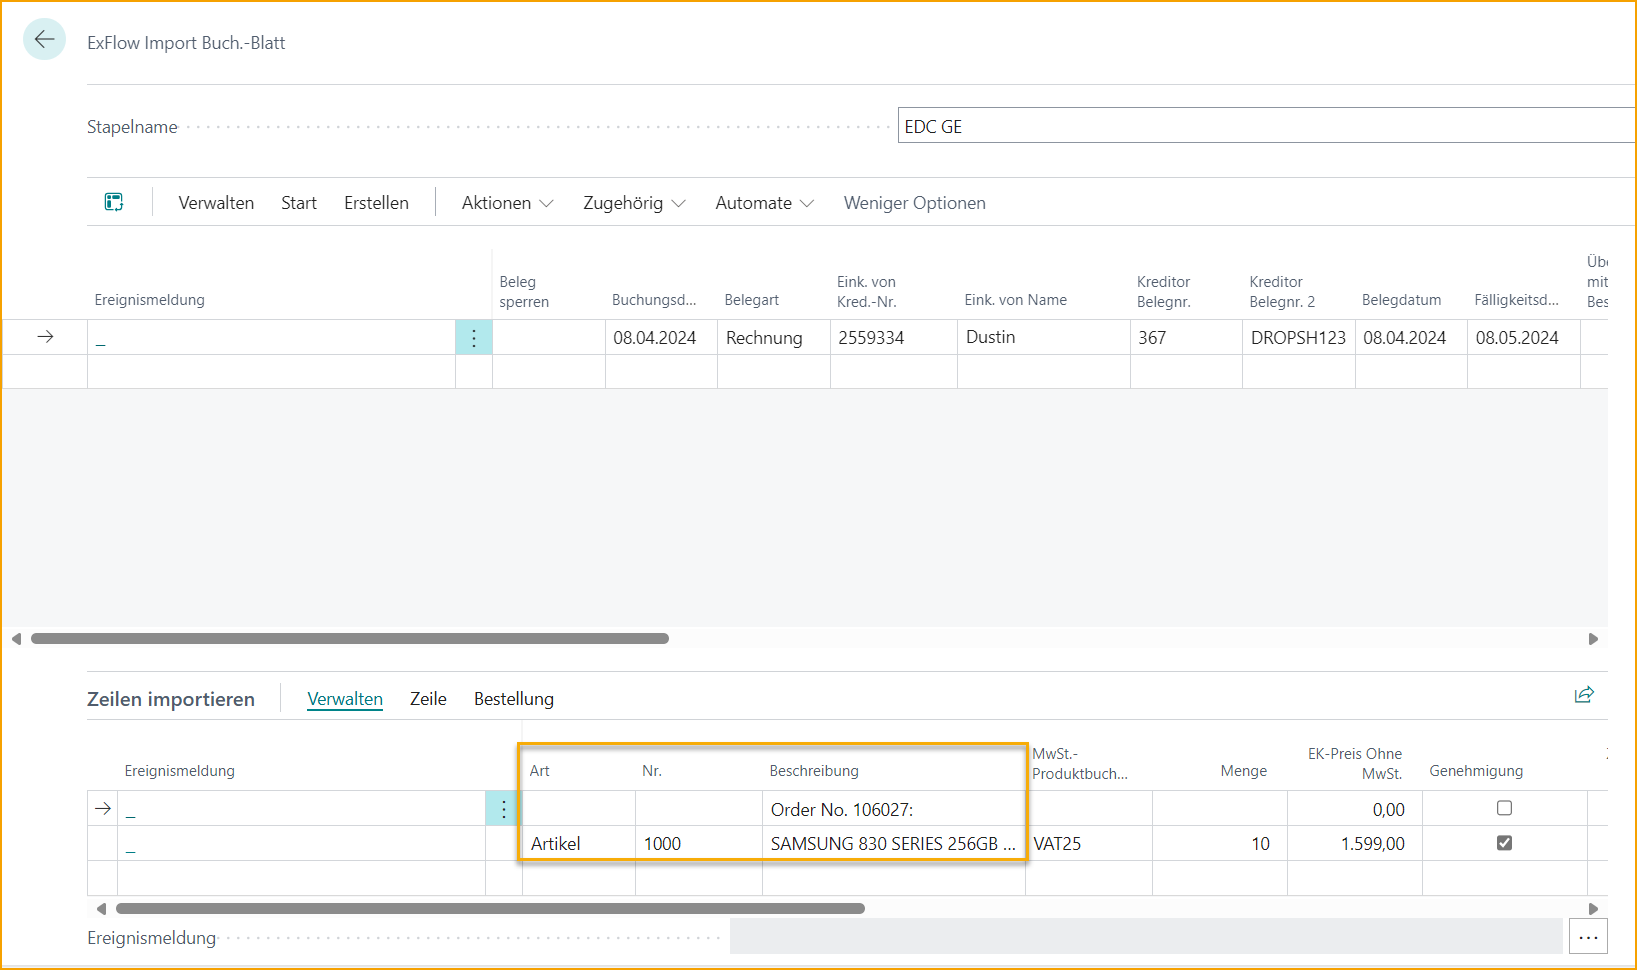 ExFlow Import Buch.-Blatt
Stapelname EDC GE
Verwalten Start Erstellen Aktionen Zugehörig Automate Weniger Optionen
Ereignismeldung Beleg sperren Buchungsd... Belegart Eink. von Kred.-Nr. Eink. von Name Kreditor Belegnr. Kreditor Belegnr. 2 Belegdatum Fälligkeitsd... mit Bes
_ 08.04.2024 Rechnung 2559334 Dustin 367 DROPSH123 08.04.2024 08.05.2024
Zeilen importieren Verwalten Zeile Bestellung
Ereignismeldung Art Nr. Beschreibung MwSt.-Produktbuch... Menge EK-Preis Ohne MwSt. Genehmigung
_ Order No. 106027: 0,00
_ Artikel 1000 SAMSUNG 830 SERIES 256GB ... VAT25 10 1.599,00
Ereignismeldung ...